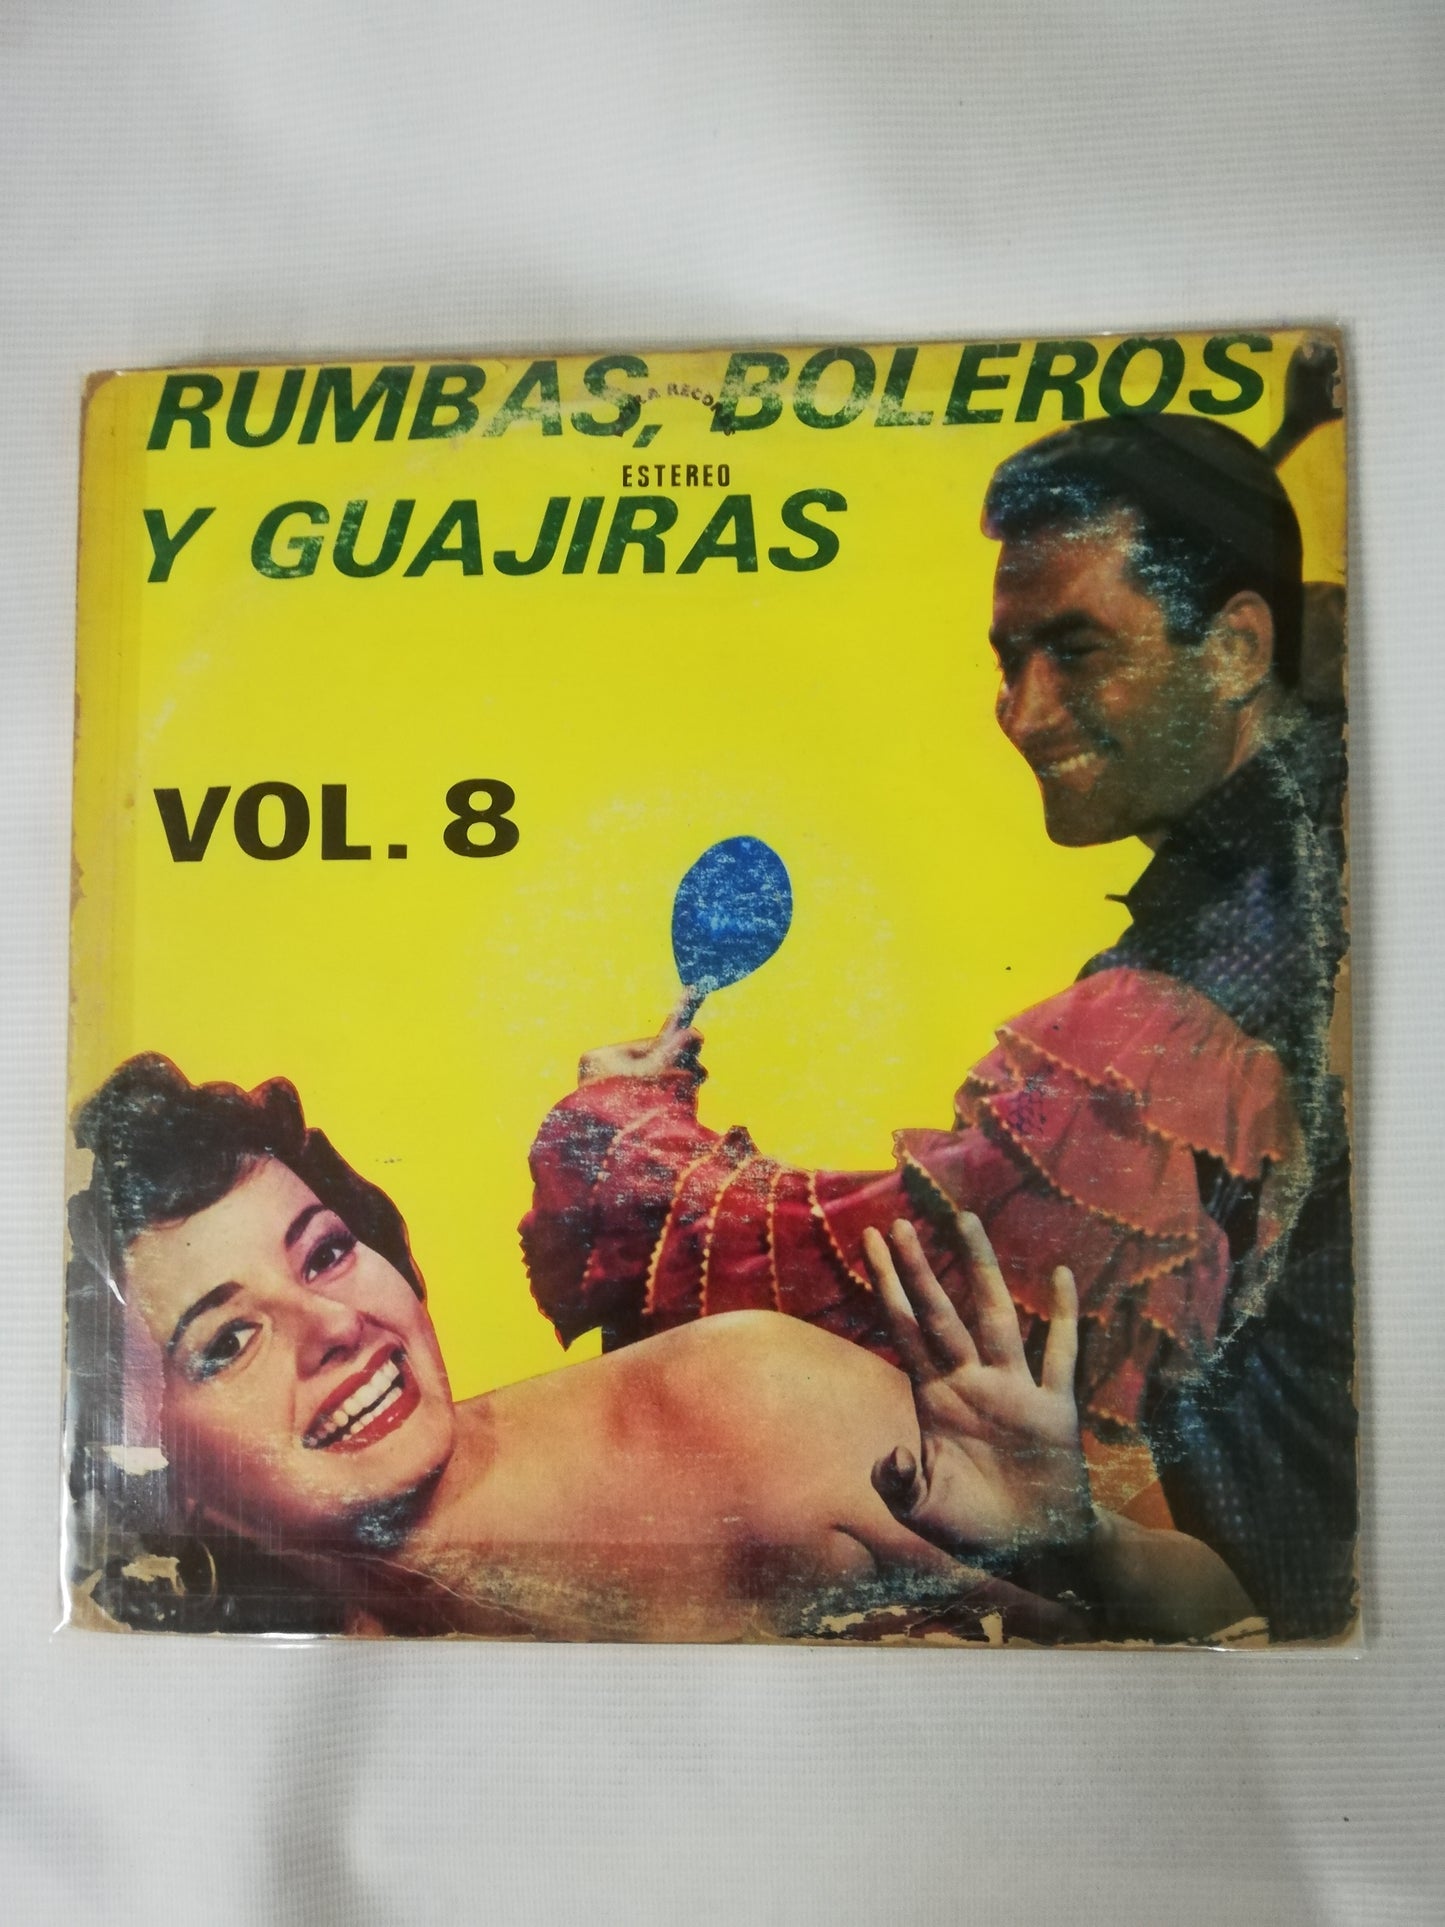 RUMBAS, BOLEROS
ESTEREO
Y GUAJIRAS
VOL. 8